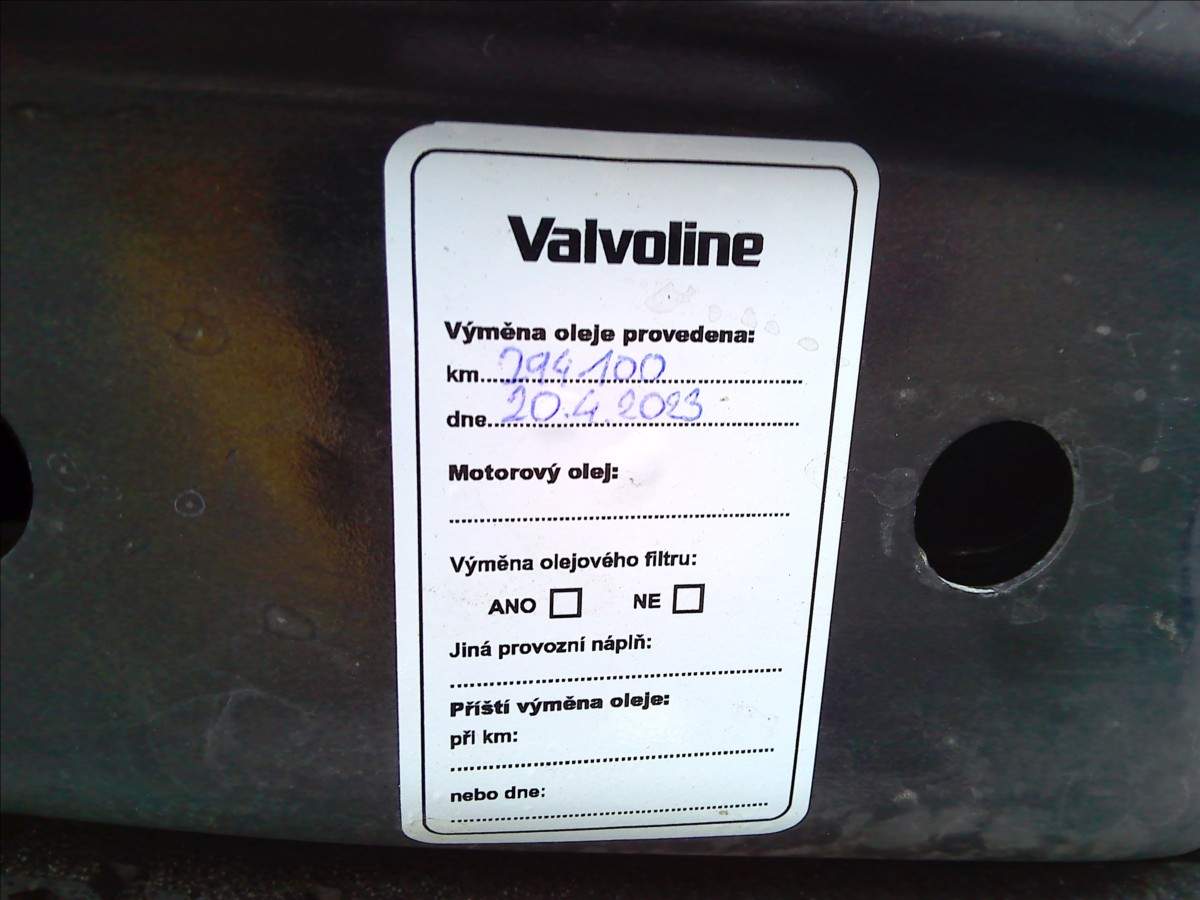 Valvoline
Výměna oleje provedena:
km 294 100
dne 20.4.2023
Motorový olej:
Výměna olejového filtru:
ANO NE
Jiná provozní náplň:
Příští výměna oleje:
při km:
nebo dne: